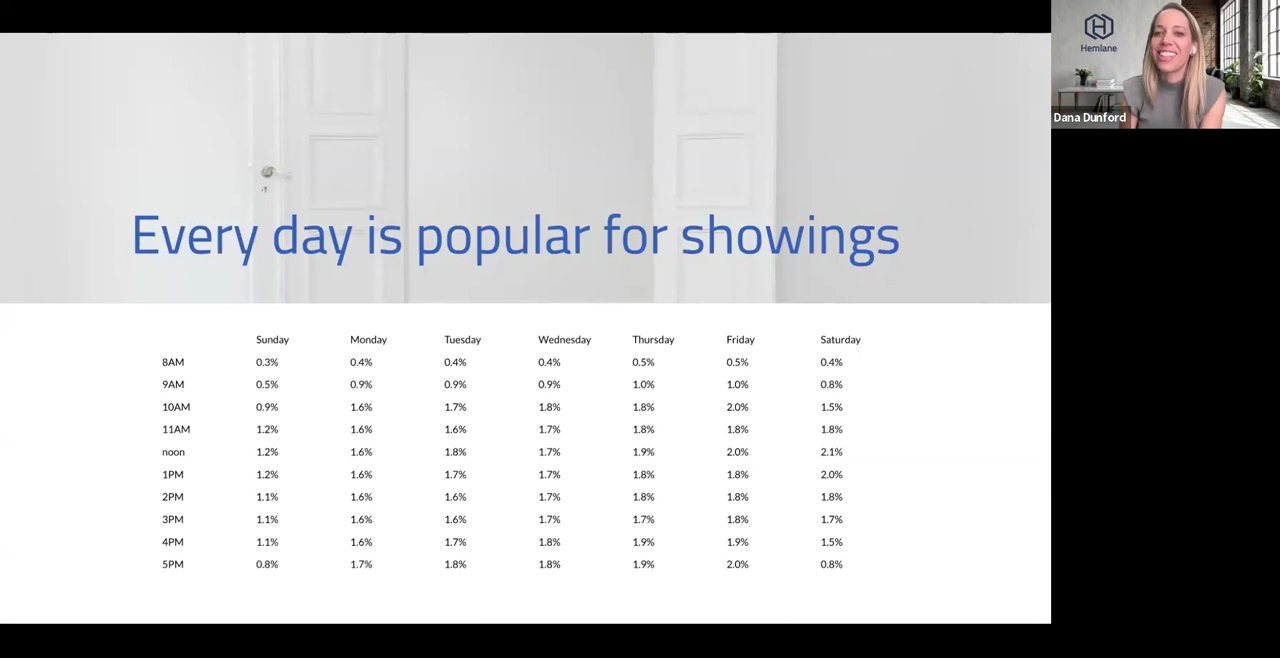 Hemlane
Dana Dunford
Every day is popular for showings
Sunday Monday Tuesday Wednesday Thursday Friday Saturday
8AM 0.3% 0.4% 0.4% 0.4% 0.5% 0.5% 0.4%
9AM 0.5% 0.9% 0.9% 0.9% 1.0% 1.0% 0.8%
10AM 0.9% 1.6% 1.7% 1.8% 1.8% 2.0% 1.5%
11AM 1.2% 1.6% 1.6% 1.7% 1.8% 1.8% 1.8%
noon 1.2% 1.6% 1.8% 1.7% 1.9% 2.0% 2.1%
1PM 1.2% 1.6% 1.7% 1.7% 1.8% 1.8% 2.0%
2PM 1.1% 1.6% 1.6% 1.7% 1.8% 1.8% 1.8%
3PM 1.1% 1.6% 1.6% 1.7% 1.7% 1.8% 1.7%
4PM 1.1% 1.6% 1.7% 1.8% 1.9% 1.9% 1.5%
5PM 0.8% 1.7% 1.8% 1.8% 1.9% 2.0% 0.8%